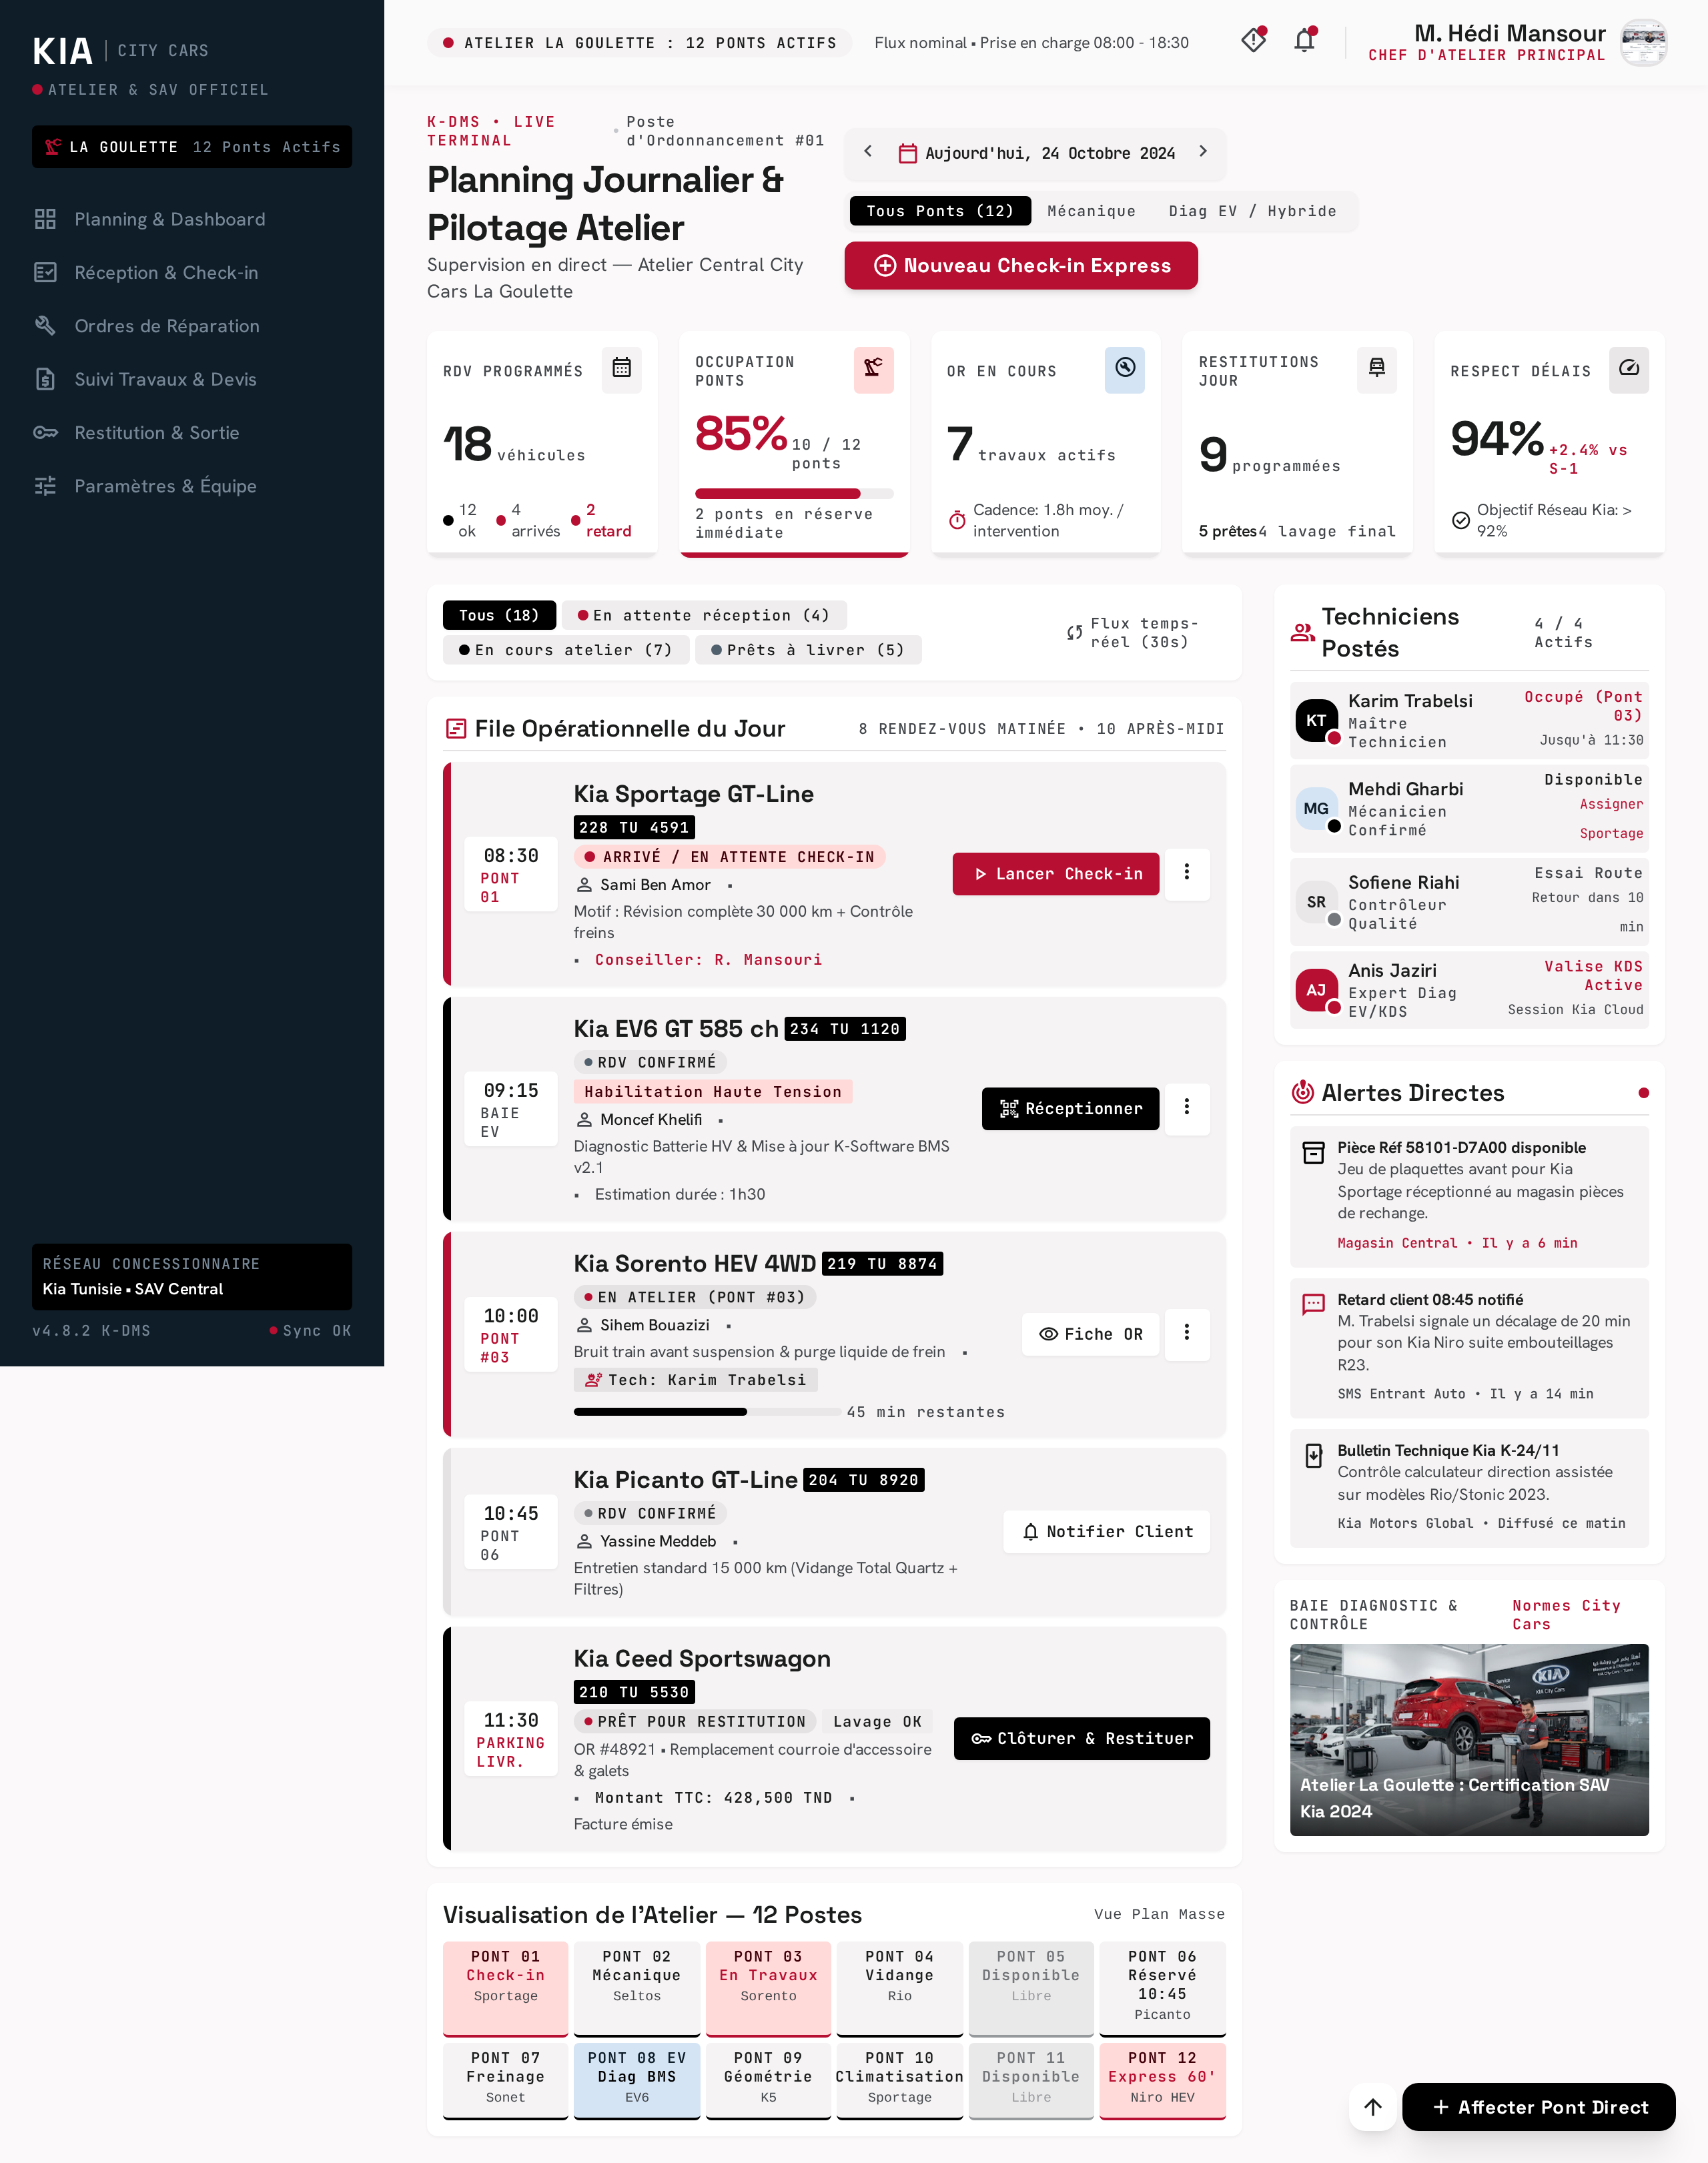 KIA CITY CARS
ATELIER & SAV OFFICIEL
LA GOULETTE 12 Ponts Actifs
Planning & Dashboard
Réception & Check-in
Ordres de Réparation
Suivi Travaux & Devis
Restitution & Sortie
Paramètres & Équipe
RÉSEAU CONCESSIONNAIRE
Kia Tunisie • SAV Central
v4.8.2 K-DMS Sync OK
ATELIER LA GOULETTE : 12 PONTS ACTIFS
Flux nominal • Prise en charge 08:00 - 18:30
M. Hédi Mansour
CHEF D'ATELIER PRINCIPAL
K-DMS • LIVE
TERMINAL
Poste
d'Ordonnancement #01
Planning Journalier &
Pilotage Atelier
Supervision en direct — Atelier Central City
Cars La Goulette
Aujourd'hui, 24 Octobre 2024
Tous Ponts (12) Mécanique Diag EV / Hybride
Nouveau Check-in Express
RDV PROGRAMMÉS
18 véhicules
12
ok
4
arrivés
2
retard
OCCUPATION
PONTS
85% 10 / 12
ponts
2 ponts en réserve
immédiate
OR EN COURS
7 travaux actifs
Cadence: 1.8h moy. /
intervention
RESTITUTIONS
JOUR
9 programmées
5 prêtes 4 lavage final
RESPECT DÉLAIS
94% +2.4% vs
S-1
Objectif Réseau Kia: >
92%
Tous (18) En attente réception (4)
En cours atelier (7) Prêts à livrer (5)
Flux temps-
réel (30s)
File Opérationnelle du Jour
8 RENDEZ-VOUS MATINÉE • 10 APRÈS-MIDI
08:30
PONT
01
Kia Sportage GT-Line
228 TU 4591
ARRIVÉ / EN ATTENTE CHECK-IN
Sami Ben Amor •
Motif : Révision complète 30 000 km + Contrôle
freins
• Conseiller: R. Mansouri
Lancer Check-in
09:15
BAIE
EV
Kia EV6 GT 585 ch 234 TU 1120
RDV CONFIRMÉ
Habilitation Haute Tension
Moncef Khelifi •
Diagnostic Batterie HV & Mise à jour K-Software BMS
v2.1
• Estimation durée : 1h30
Réceptionner
10:00
PONT
#03
Kia Sorento HEV 4WD 219 TU 8874
EN ATELIER (PONT #03)
Sihem Bouazizi •
Bruit train avant suspension & purge liquide de frein •
Tech: Karim Trabelsi
45 min restantes
Fiche OR
10:45
PONT
06
Kia Picanto GT-Line 204 TU 8920
RDV CONFIRMÉ
Yassine Meddeb •
Entretien standard 15 000 km (Vidange Total Quartz +
Filtres)
Notifier Client
11:30
PARKING
LIVR.
Kia Ceed Sportswagon
210 TU 5530
PRÊT POUR RESTITUTION Lavage OK
OR #48921 • Remplacement courroie d'accessoire
& galets
• Montant TTC: 428,500 TND •
Facture émise
Clôturer & Restituer
Visualisation de l'Atelier — 12 Postes
Vue Plan Masse
PONT 01
Check-in
Sportage
PONT 02
Mécanique
Seltos
PONT 03
En Travaux
Sorento
PONT 04
Vidange
Rio
PONT 05
Disponible
Libre
PONT 06
Réservé
10:45
Picanto
PONT 07
Freinage
Sonet
PONT 08 EV
Diag BMS
EV6
PONT 09
Géométrie
K5
PONT 10
Climatisation
Sportage
PONT 11
Disponible
Libre
PONT 12
Express 60'
Niro HEV
Techniciens
Postés
4 / 4
Actifs
KT
Karim Trabelsi
Maître
Technicien
Occupé (Pont
03)
Jusqu'à 11:30
MG
Mehdi Gharbi
Mécanicien
Confirmé
Disponible
Assigner
Sportage
SR
Sofiene Riahi
Contrôleur
Qualité
Essai Route
Retour dans 10
min
AJ
Anis Jaziri
Expert Diag
EV/KDS
Valise KDS
Active
Session Kia Cloud
Alertes Directes
Pièce Réf 58101-D7A00 disponible
Jeu de plaquettes avant pour Kia
Sportage réceptionné au magasin pièces
de rechange.
Magasin Central • Il y a 6 min
Retard client 08:45 notifié
M. Trabelsi signale un décalage de 20 min
pour son Kia Niro suite embouteillages
R23.
SMS Entrant Auto • Il y a 14 min
Bulletin Technique Kia K-24/11
Contrôle calculateur direction assistée
sur modèles Rio/Stonic 2023.
Kia Motors Global • Diffusé ce matin
BAIE DIAGNOSTIC &
CONTRÔLE
Normes City
Cars
KIA
KIA City Cars
Atelier La Goulette : Certification SAV
Kia 2024
Affecter Pont Direct